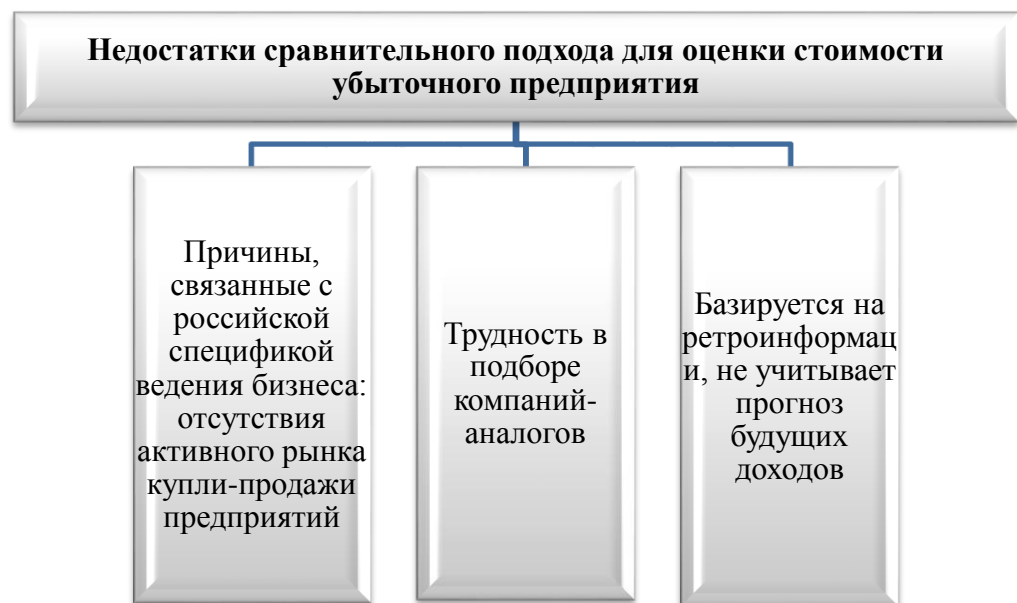 Недостатки сравнительного подхода для оценки стоимости
убыточного предприятия
Причины,
связанные с
российской
спецификой
ведения бизнеса:
отсутствия
активного рынка
купли-продажи
предприятий
Трудность в
подборе
компаний-
аналогов
Базируется на
ретроинформац
и, не учитывает
прогноз
будущих
доходов